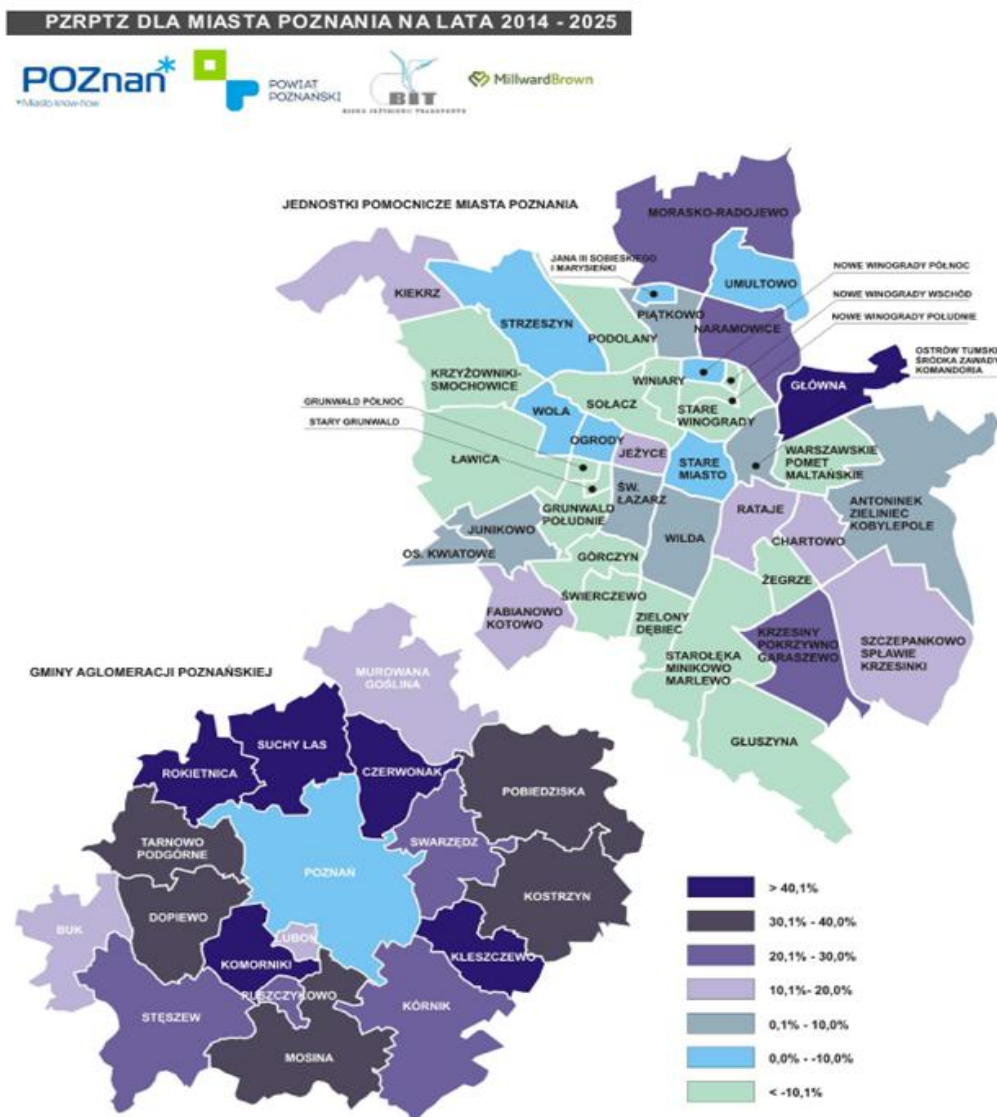 PZRPTZ DLA MIASTA POZNANIA NA LATA 2014 - 2025
POZnan*
*Miasto know-how
POWIAT
POZNAŃSKI
BIT
BIURO INŻYNIERII TRANSPORTU
MillwardBrown
JEDNOSTKI POMOCNICZE MIASTA POZNANIA
MORASKO-RADOJEWO
JANA III SOBIESKIEGO
I MARYSIEŃKI
NOWE WINOGRADY PÓŁNOC
KIEKRZ
UMULTOWO
NOWE WINOGRADY WSCHÓD
STRZESZYN
PIĄTKOWO
NOWE WINOGRADY POŁUDNIE
PODOLANY
NARAMOWICE
OSTRÓW TUMSKI
ŚRÓDKA ZAWADY
KOMANDORIA
KRZYŻOWNIKI-
SMOCHOWICE
WINIARY
GŁÓWNA
GRUNWALD PÓŁNOC
WOLA
SOŁACZ
STARE
WINOGRADY
STARY GRUNWALD
OGRODY
ŁAWICA
JEŻYCE
STARE
MIASTO
WARSZAWSKIE
POMET
MALTAŃSKIE
ŚW.
ŁAZARZ
GRUNWALD
POŁUDNIE
RATAJE
ANTONINEK
ZIELINIEC
KOBYLEPOLE
JUNIKOWO
WILDA
CHARTOWO
OS. KWIATOWE
GÓRCZYN
ŻEGRZE
ŚWIERCZEWO
FABIANOWO
KOTOWO
ZIELONY
DĘBIEC
KRZESINY
POKRZYWNO
GARASZEWO
SZCZEPANKOWO
SPŁAWIE
KRZESINKI
STAROŁĘKA
MINIKOWO
MARLEWO
GŁUSZYNA
GMINY AGLOMERACJI POZNAŃSKIEJ
MUROWANA
GOŚLINA
SUCHY LAS
ROKIETNICA
CZERWONAK
POBIEDZISKA
TARNOWO
PODGÓRNE
SWARZĘDZ
POZNAŃ
KOSTRZYN
DOPIEWO
BUK
LUBOŃ
KOMORNIKI
KLESZCZEWO
PUSZCZYKOWO
KÓRNIK
STĘSZEW
MOSINA
> 40,1%
30,1% - 40,0%
20,1% - 30,0%
10,1%- 20,0%
0,1% - 10,0%
0,0% - -10,0%
< -10,1%